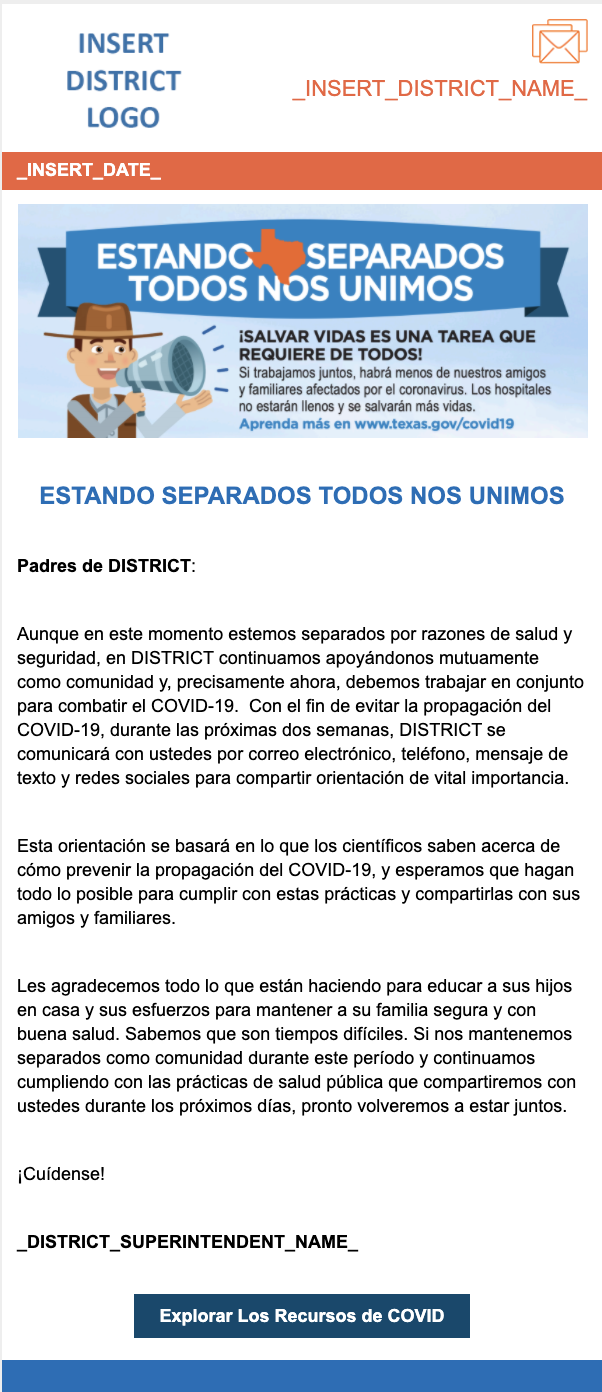 INSERT
DISTRICT
LOGO
_INSERT_DISTRICT_NAME_
_INSERT_DATE_
ESTANDO SEPARADOS
TODOS NOS UNIMOS
¡SALVAR VIDAS ES UNA TAREA QUE
REQUIERE DE TODOS!
Si trabajamos juntos, habrá menos de nuestros amigos
y familiares afectados por el coronavirus. Los hospitales
no estarán llenos y se salvarán más vidas.
Aprenda más en www.texas.gov/covid19
ESTANDO SEPARADOS TODOS NOS UNIMOS
Padres de DISTRICT:
Aunque en este momento estemos separados por razones de salud y
seguridad, en DISTRICT continuamos apoyándonos mutuamente
como comunidad y, precisamente ahora, debemos trabajar en conjunto
para combatir el COVID-19.  Con el fin de evitar la propagación del
COVID-19, durante las próximas dos semanas, DISTRICT se
comunicará con ustedes por correo electrónico, teléfono, mensaje de
texto y redes sociales para compartir orientación de vital importancia.
Esta orientación se basará en lo que los científicos saben acerca de
cómo prevenir la propagación del COVID-19, y esperamos que hagan
todo lo posible para cumplir con estas prácticas y compartirlas con sus
amigos y familiares.
Les agradecemos todo lo que están haciendo para educar a sus hijos
en casa y sus esfuerzos para mantener a su familia segura y con
buena salud. Sabemos que son tiempos difíciles. Si nos mantenemos
separados como comunidad durante este período y continuamos
cumpliendo con las prácticas de salud pública que compartiremos con
ustedes durante los próximos días, pronto volveremos a estar juntos.
¡Cuídense!
_DISTRICT_SUPERINTENDENT_NAME_
Explorar Los Recursos de COVID